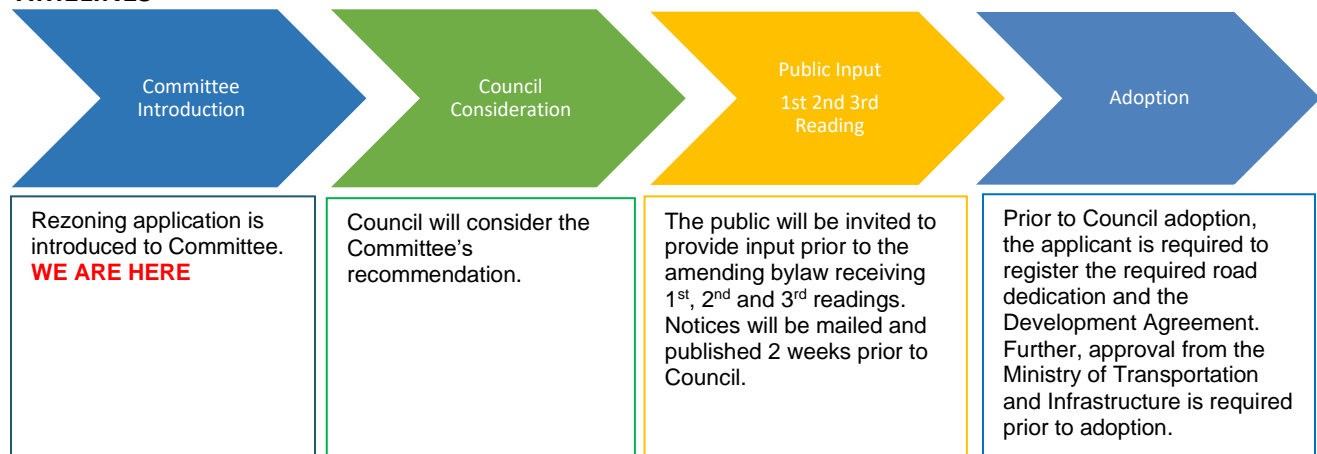 Committee
Introduction
Council
Consideration
Public Input
1st 2nd 3rd
Reading
Adoption
Rezoning application is
introduced to Committee.
WE ARE HERE
Council will consider the
Committee’s
recommendation.
The public will be invited to
provide input prior to the
amending bylaw receiving
1st, 2nd and 3rd readings.
Notices will be mailed and
published 2 weeks prior to
Council.
Prior to Council adoption,
the applicant is required to
register the required road
dedication and the
Development Agreement.
Further, approval from the
Ministry of Transportation
and Infrastructure is required
prior to adoption.